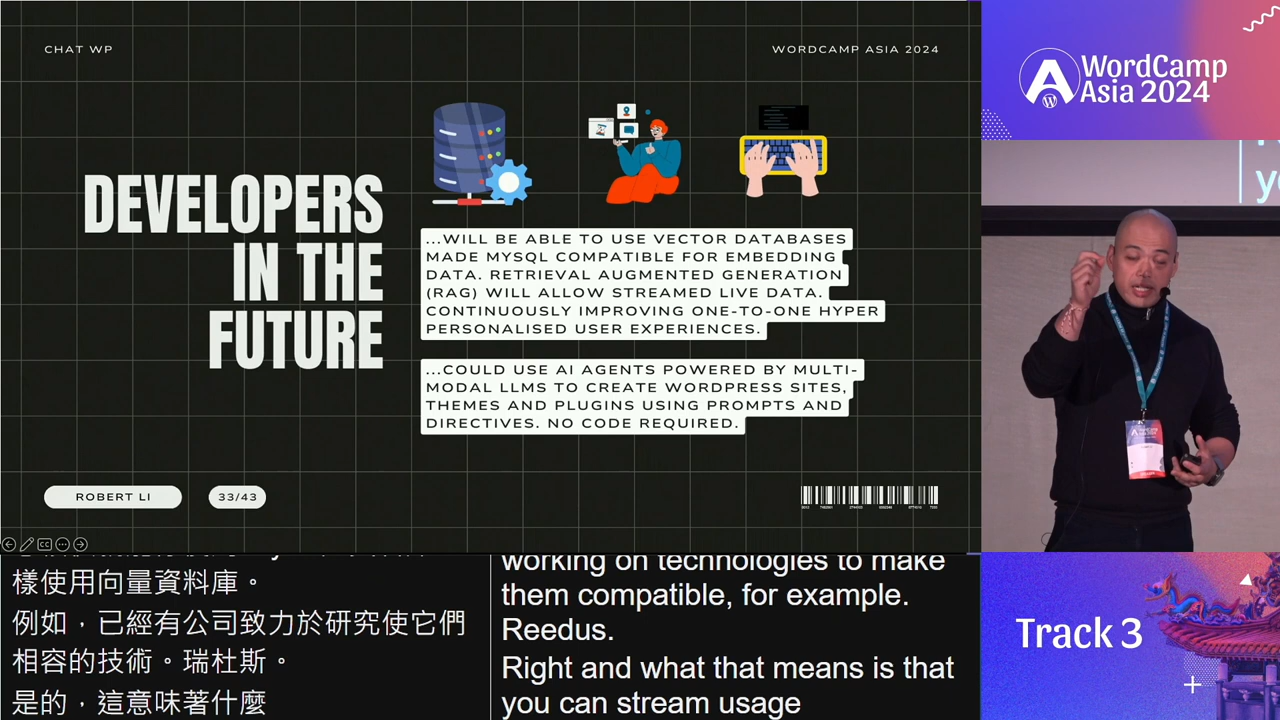 CHAT WP
WORDCAMP ASIA 2024
DEVELOPERS
IN THE
FUTURE
...WILL BE ABLE TO USE VECTOR DATABASES
MADE MYSQL COMPATIBLE FOR EMBEDDING
DATA. RETRIEVAL AUGMENTED GENERATION
(RAG) WILL ALLOW STREAMED LIVE DATA.
CONTINUOUSLY IMPROVING ONE-TO-ONE HYPER
PERSONALISED USER EXPERIENCES.
...COULD USE AI AGENTS POWERED BY MULTI-
MODAL LLMS TO CREATE WORDPRESS SITES,
THEMES AND PLUGINS USING PROMPTS AND
DIRECTIVES. NO CODE REQUIRED.
ROBERT LI
33/43
樣使用向量資料庫。
例如，已經有公司致力於研究使它們
相容的技術。瑞杜斯。
是的，這意味著什麼
working on technologies to make
them compatible, for example.
Reedus.
Right and what that means is that
you can stream usage
WordCamp
Asia 2024
Track 3